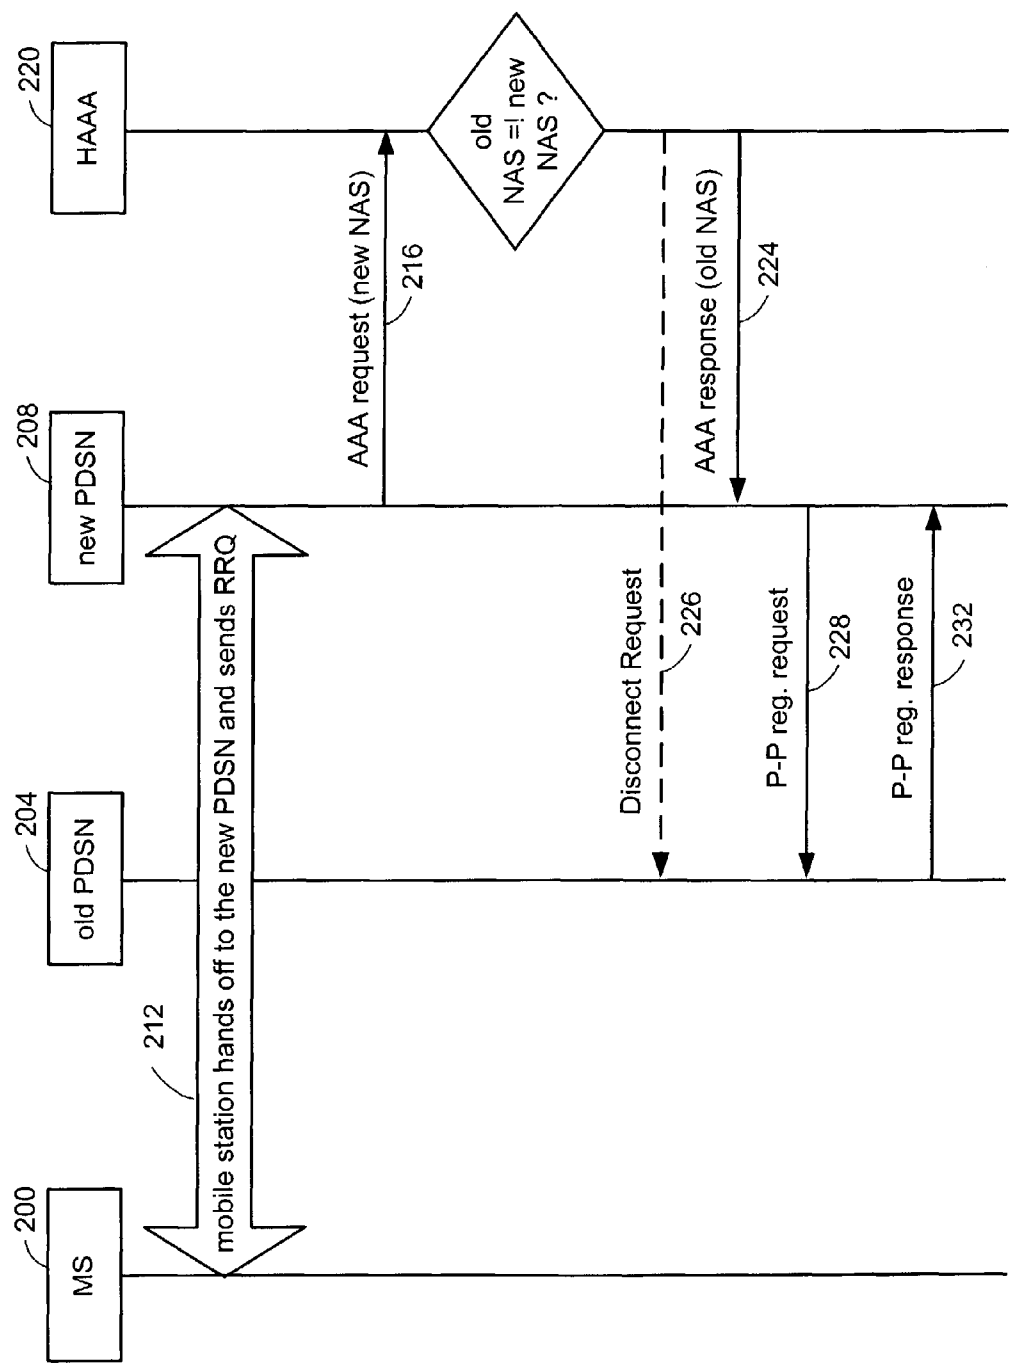 200
MS
204
old PDSN
208
new PDSN
220
HAAA
212
mobile station hands off to the new PDSN and sends RRQ
AAA request (new NAS)
216
old
NAS =! new
NAS ?
Disconnect Request
226
AAA response (old NAS)
224
P-P reg. request
228
P-P reg. response
232